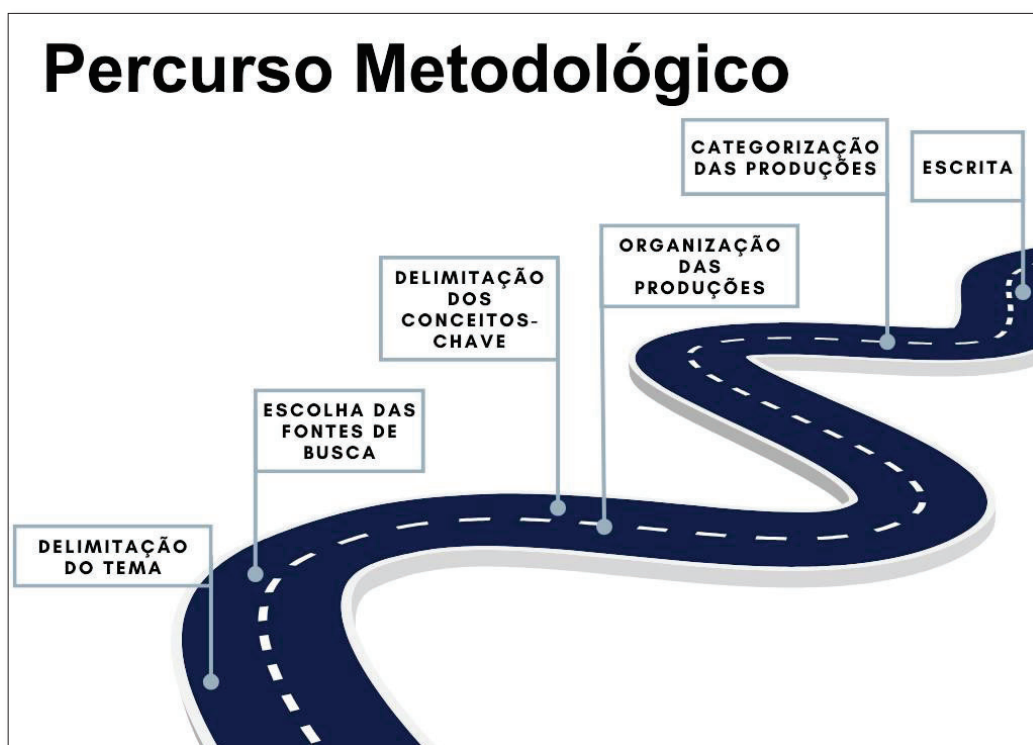 Percurso Metodológico
DELIMITAÇÃO
DO TEMA
ESCOLHA DAS
FONTES DE
BUSCA
DELIMITAÇÃO
DOS
CONCEITOS-
CHAVE
ORGANIZAÇÃO
DAS
PRODUÇÕES
CATEGORIZAÇÃO
DAS PRODUÇÕES
ESCRITA